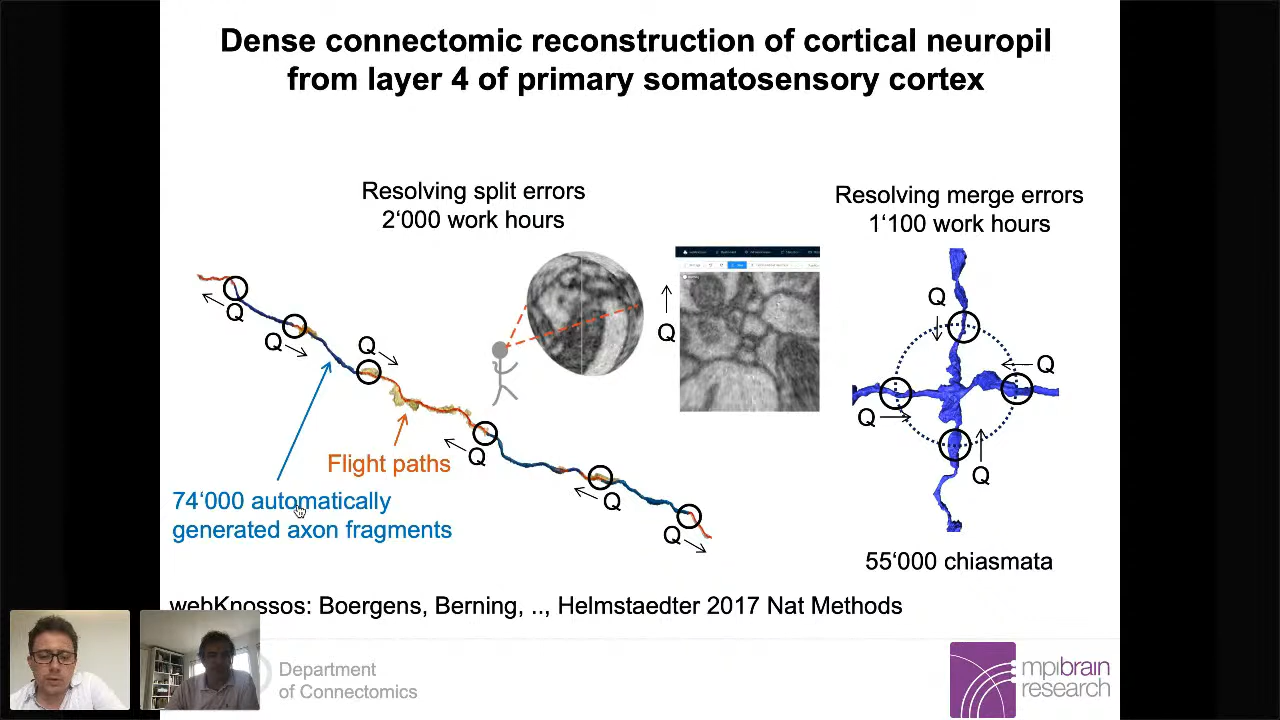 Dense connectomic reconstruction of cortical neuropil
from layer 4 of primary somatosensory cortex
Resolving split errors
2‘000 work hours
Resolving merge errors
1‘100 work hours
Q
Q
Q
Q
Q
Q
Q
Q
Q
Q
Q
Flight paths
74‘000 automatically
generated axon fragments
55‘000 chiasmata
webKnossos: Boergens, Berning, .., Helmstaedter 2017 Nat Methods
Department
of Connectomics
mpibrain
research